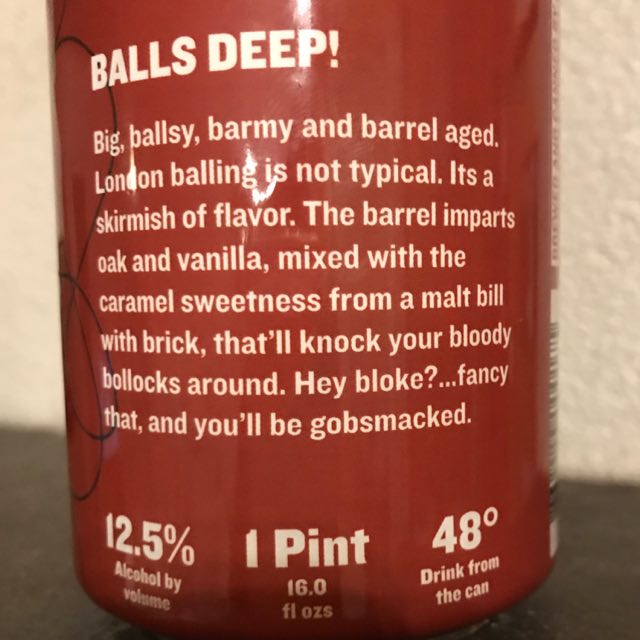 BALLS DEEP!
Big, ballsy, barmy and barrel aged.
London balling is not typical. Its a
skirmish of flavor. The barrel imparts
oak and vanilla, mixed with the
caramel sweetness from a malt bill
with brick, that'll knock your bloody
bollocks around. Hey bloke?...fancy
that, and you'll be gobsmacked.
12.5%
Alcohol by
volume
1 Pint
16.0
fl ozs
48°
Drink from
the can